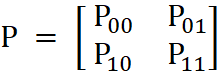 P = [ P₀₀ P₀₁
P₁₀ P₁₁ ]